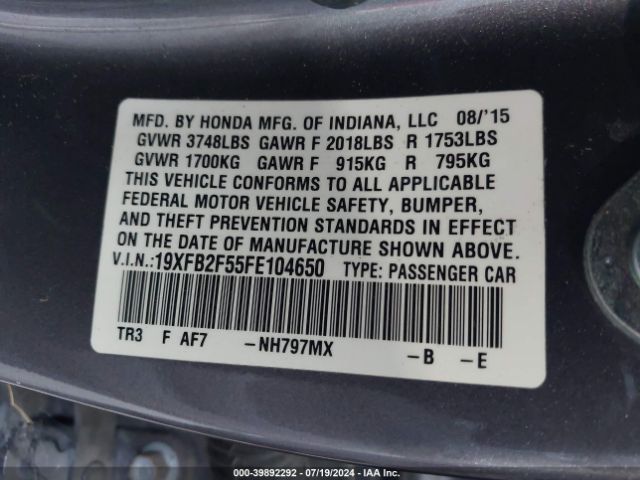 MFD. BY HONDA MFG. OF INDIANA, LLC 08/'15
GVWR 3748LBS GAWR F 2018LBS R 1753LBS
GVWR 1700KG GAWR F 915KG R 795KG
THIS VEHICLE CONFORMS TO ALL APPLICABLE
FEDERAL MOTOR VEHICLE SAFETY, BUMPER,
AND THEFT PREVENTION STANDARDS IN EFFECT
ON THE DATE OF MANUFACTURE SHOWN ABOVE.
V.I.N.:19XFB2F55FE104650 TYPE: PASSENGER CAR
TR3 F AF7 -NH797MX -B -E
000-39892292 - 07/19/2024 - IAA Inc.